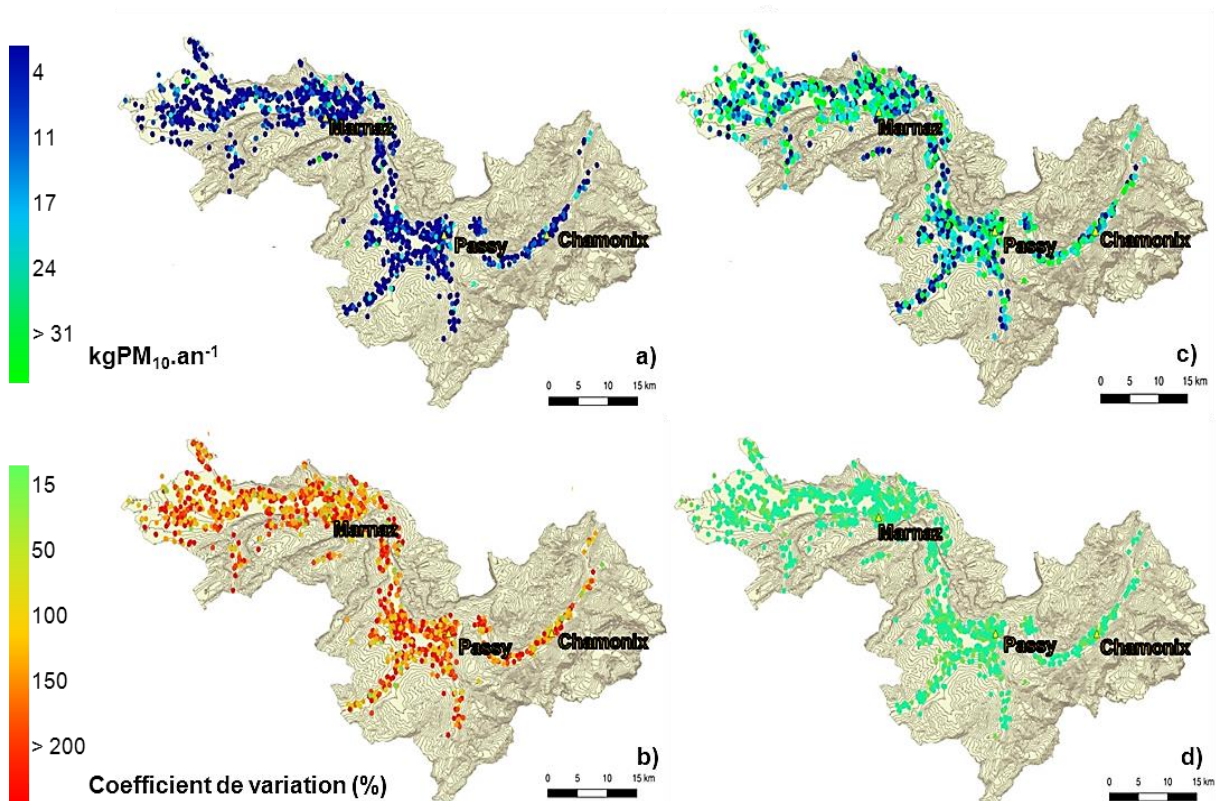 4
11
17
24
> 31
kgPM₁₀.an⁻¹
Marnaz
Passy
Chamonix
a)
0 5 10 15 km
Marnaz
Passy
Chamonix
c)
0 5 10 15 km
15
50
100
150
> 200
Coefficient de variation (%)
Marnaz
Passy
Chamonix
b)
0 5 10 15 km
Marnaz
Passy
Chamonix
d)
0 5 10 15 km